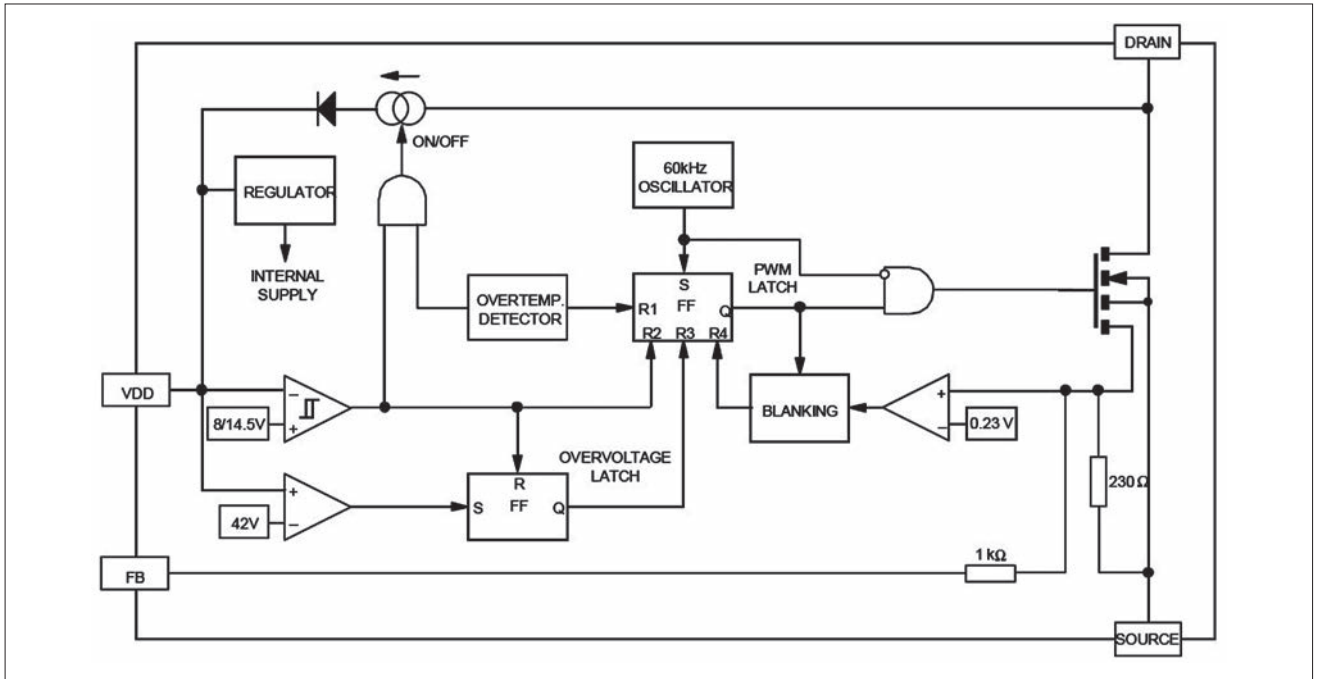 DRAIN
ON/OFF
REGULATOR
60kHz
OSCILLATOR
INTERNAL
SUPPLY
OVERTEMP.
DETECTOR
S
R1
FF
Q
R2 R3 R4
PWM
LATCH
VDD
8/14.5V
−
+
BLANKING
+
−
0.23 V
OVERVOLTAGE
LATCH
R
S
FF
Q
230 Ω
+
−
42V
1 kΩ
FB
SOURCE